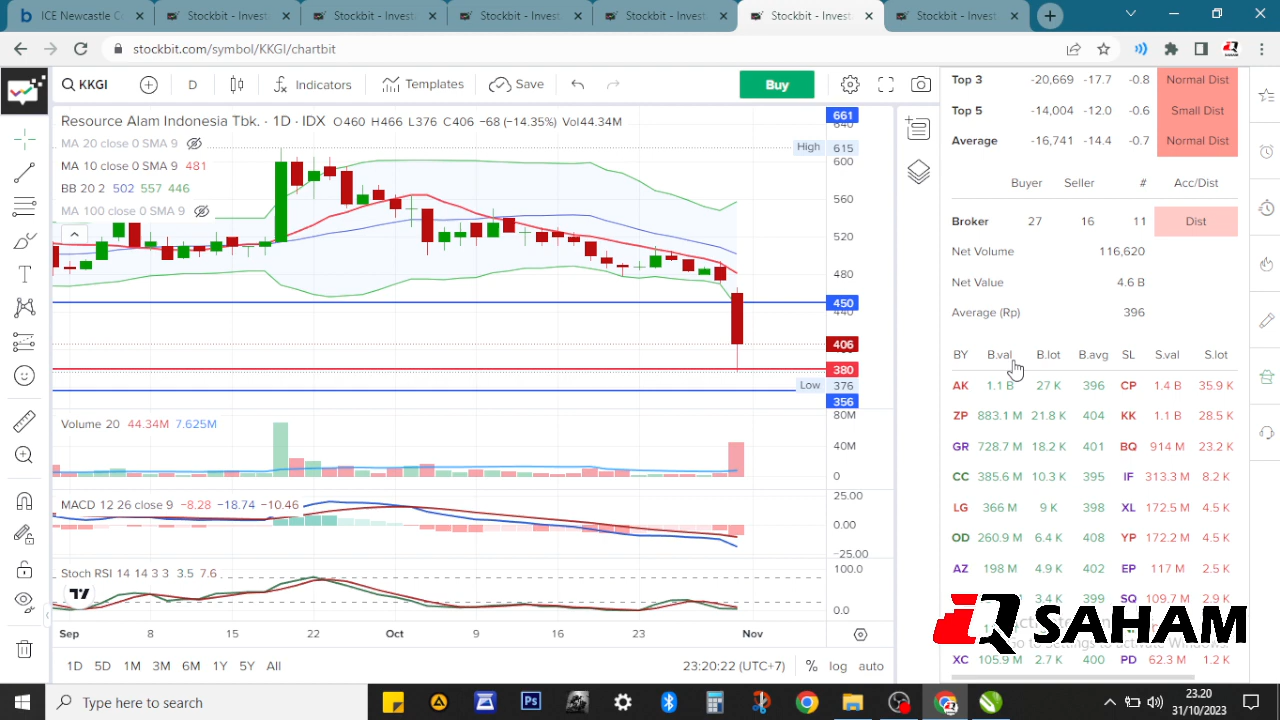 ICE Newcastle C
Stockbit - Invest
Stockbit - Invest
Stockbit - Invest
Stockbit - Invest
Stockbit - Invest
Stockbit - Invest
stockbit.com/symbol/KKGI/chartbit
KKGI D Indicators Templates Save Buy
Resource Alam Indonesia Tbk. · 1D · IDX O460 H466 L376 C406 −68 (−14.35%) Vol44.34M
MA 20 close 0 SMA 9
MA 10 close 0 SMA 9 481
BB 20 2 502 557 446
MA 100 close 0 SMA 9
661
640
High 615
600
560
520
480
450
440
406
380
Low 376
356
Volume 20 44.34M 7.625M
80M
40M
0
MACD 12 26 close 9 −8.28 −18.74 −10.46
25.00
0.00
−25.00
Stoch RSI 14 14 3 3 3.5 7.6
100.0
0.0
Sep 8 15 22 Oct 9 16 23 Nov
1D 5D 1M 3M 6M 1Y 5Y All 23:20:22 (UTC+7) % log auto
Top 3 -20,669 -17.7 -0.8 Normal Dist
Top 5 -14,004 -12.0 -0.6 Small Dist
Average -16,741 -14.4 -0.7 Normal Dist
Buyer Seller # Acc/Dist
Broker 27 16 11 Dist
Net Volume 116,620
Net Value 4.6 B
Average (Rp) 396
BY B.val B.lot B.avg SL S.val S.lot
AK 1.1 B 27 K 396 CP 1.4 B 35.9 K
ZP 883.1 M 21.8 K 404 KK 1.1 B 28.5 K
GR 728.7 M 18.2 K 401 BQ 914 M 23.2 K
CC 385.6 M 10.3 K 395 IF 313.3 M 8.2 K
LG 366 M 9 K 398 XL 172.5 M 4.5 K
OD 260.9 M 6.4 K 408 YP 172.2 M 4.5 K
AZ 198 M 4.9 K 402 EP 117 M 2.5 K
3.4 K 399 SQ 109.7 M 2.9 K
SAHAM
Go to Settings to activate Windows.
XC 105.9 M 2.7 K 400 PD 62.3 M 1.2 K
Type here to search
23.20
31/10/2023